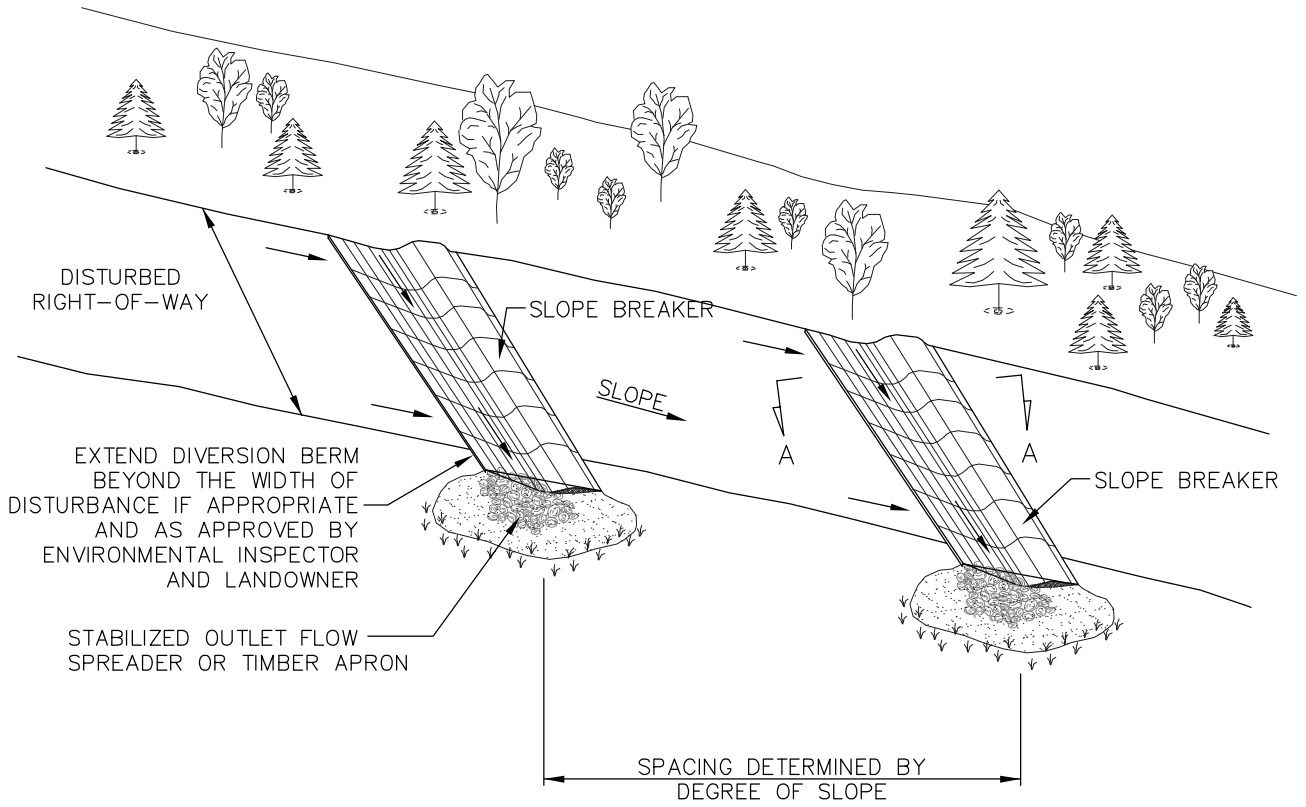 DISTURBED
RIGHT-OF-WAY
SLOPE BREAKER
SLOPE
A
A
EXTEND DIVERSION BERM
BEYOND THE WIDTH OF
DISTURBANCE IF APPROPRIATE
AND AS APPROVED BY
ENVIRONMENTAL INSPECTOR
AND LANDOWNER
SLOPE BREAKER
STABILIZED OUTLET FLOW
SPREADER OR TIMBER APRON
SPACING DETERMINED BY
DEGREE OF SLOPE